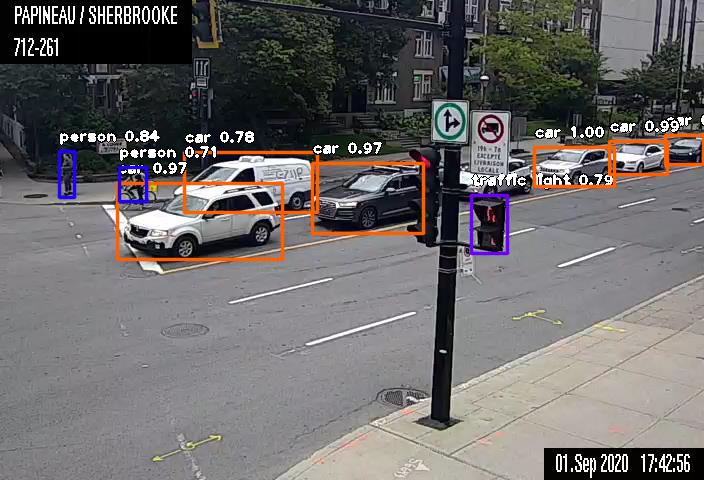 PAPINEAU / SHERBROOKE
712-261
person 0.84
car 0.78
person 0.71
car 0.97
car 0.97
car 1.00
car 0.99
traffic light 0.79
EXCEPTÉ
LIVRAISON
LOCALE
01.Sep 2020 17:42:56